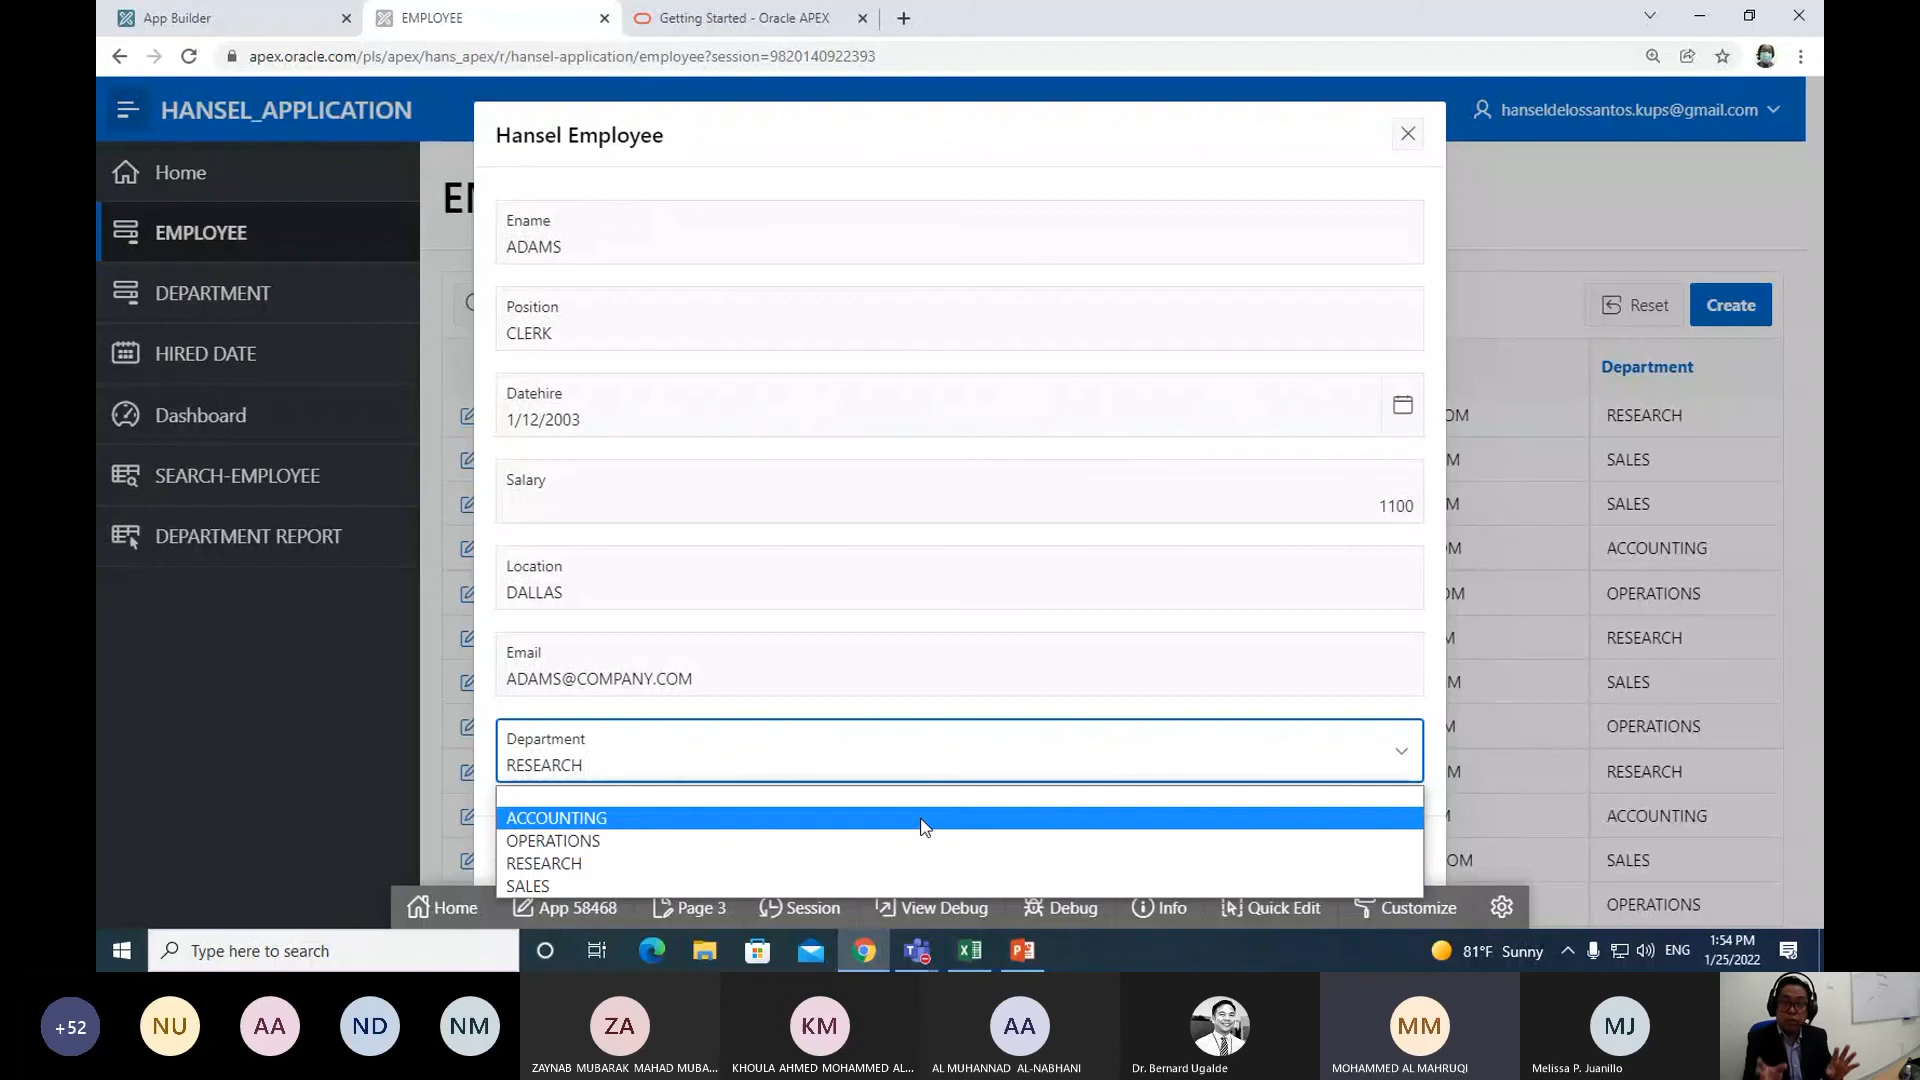 App Builder
EMPLOYEE
Getting Started - Oracle APEX
apex.oracle.com/pls/apex/hans_apex/r/hansel-application/employee?session=9820140922393
HANSEL_APPLICATION
hanseldelossantos.kups@gmail.com
Home
EMPLOYEE
DEPARTMENT
HIRED DATE
Dashboard
SEARCH-EMPLOYEE
DEPARTMENT REPORT
Hansel Employee
Ename
ADAMS
Position
CLERK
Datehire
1/12/2003
Salary
1100
Location
DALLAS
Email
ADAMS@COMPANY.COM
Department
RESEARCH
ACCOUNTING
OPERATIONS
RESEARCH
SALES
Reset
Create
Department
RESEARCH
SALES
SALES
ACCOUNTING
OPERATIONS
RESEARCH
SALES
OPERATIONS
RESEARCH
ACCOUNTING
SALES
OPERATIONS
Home
App 58468
Page 3
Session
View Debug
Debug
Info
Quick Edit
Customize
Type here to search
81°F Sunny
ENG
1:54 PM
1/25/2022
+52
NU
AA
ND
NM
ZA
ZAYNAB MUBARAK MAHAD MUBA...
KM
KHOULA AHMED MOHAMMED AL...
AA
AL MUHANNAD AL-NABHANI
Dr. Bernard Ugalde
MM
MOHAMMED AL MAHRUQI
MJ
Melissa P. Juanillo